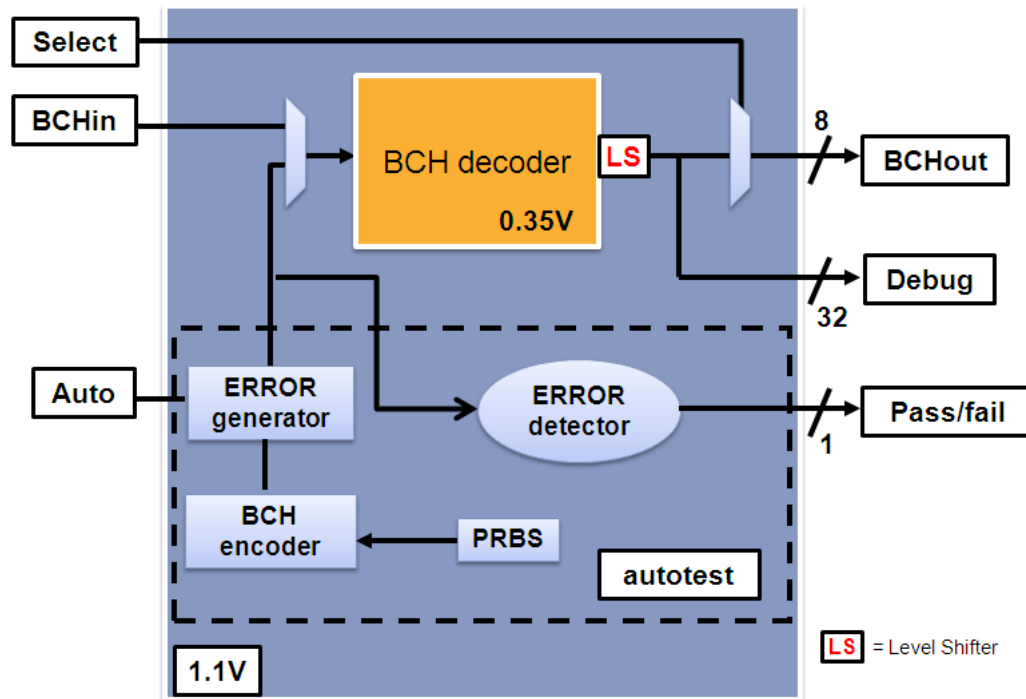 Select
BCHin
BCH decoder
0.35V
LS
8
BCHout
Debug
32
Auto
ERROR
generator
ERROR
detector
Pass/fail
1
BCH
encoder
PRBS
autotest
1.1V
LS = Level Shifter